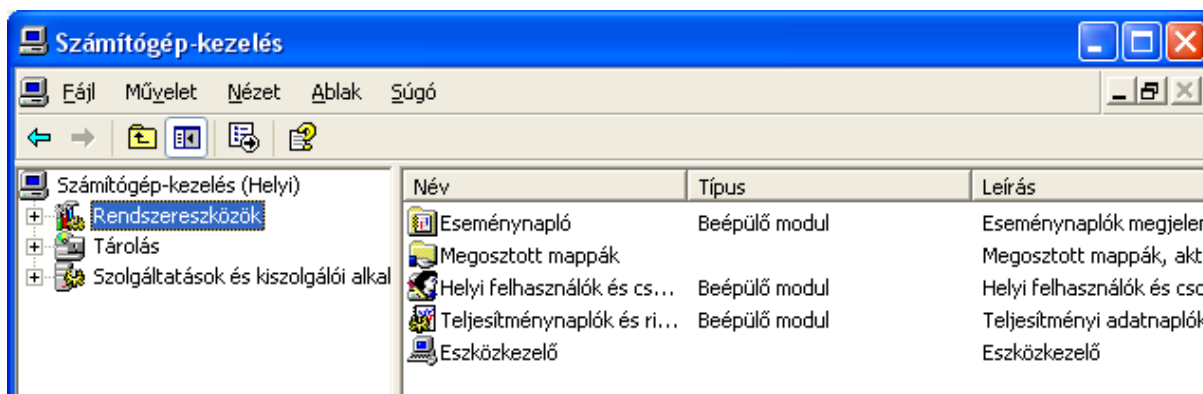 Számítógép-kezelés
Fájl Művelet Nézet Ablak Súgó
Számítógép-kezelés (Helyi)
Rendszereszközök
Tárolás
Szolgáltatások és kiszolgálói alkal
Név Típus Leírás
Eseménynapló Beépülő modul Eseménynaplók megjeler
Megosztott mappák Megosztott mappák, akt
Helyi felhasználók és cs... Beépülő modul Helyi felhasználók és cso
Teljesítménynaplók és ri... Beépülő modul Teljesítményi adatnaplók
Eszközkezelő Eszközkezelő